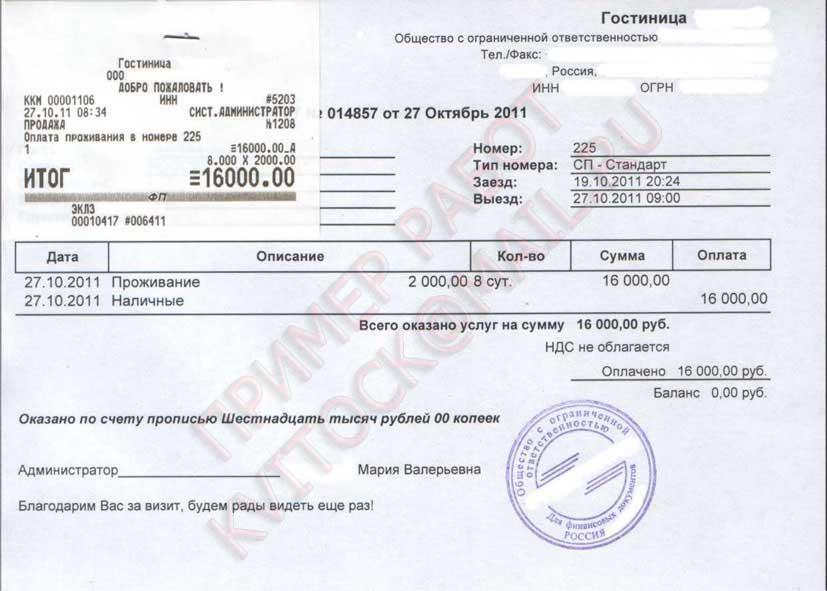 Гостиница
Общество с ограниченной ответственностью
Тел./Факс:
, Россия,
ИНН ОГРН
Гостиница
ООО
ДОБРО ПОЖАЛОВАТЬ !
ККМ 00001106 ИНН #5203
27.10.11 08:34 СИСТ.АДМИНИСТРАТОР
ПРОДАЖА №1208
Оплата проживания в номере 225
1 ≡16000.00_А
8.000 X 2000.00
ИТОГ ≡16000.00
ФП
ЭКЛЗ
00010417 #006411
№ 014857 от 27 Октябрь 2011
Номер: 225
Тип номера: СП - Стандарт
Заезд: 19.10.2011 20:24
Выезд: 27.10.2011 09:00
Дата Описание Кол-во Сумма Оплата
27.10.2011 Проживание 2 000,00 8 сут. 16 000,00
27.10.2011 Наличные 16 000,00
Всего оказано услуг на сумму 16 000,00 руб.
НДС не облагается
Оплачено 16 000,00 руб.
Баланс 0,00 руб.
Оказано по счету прописью Шестнадцать тысяч рублей 00 копеек
Администратор Мария Валерьевна
Благодарим Вас за визит, будем рады видеть еще раз!
Общество с ограниченной
ответственностью
Для финансовых документов
РОССИЯ
ПРИМЕР РАБОТ
KVITOCK@MAIL.RU